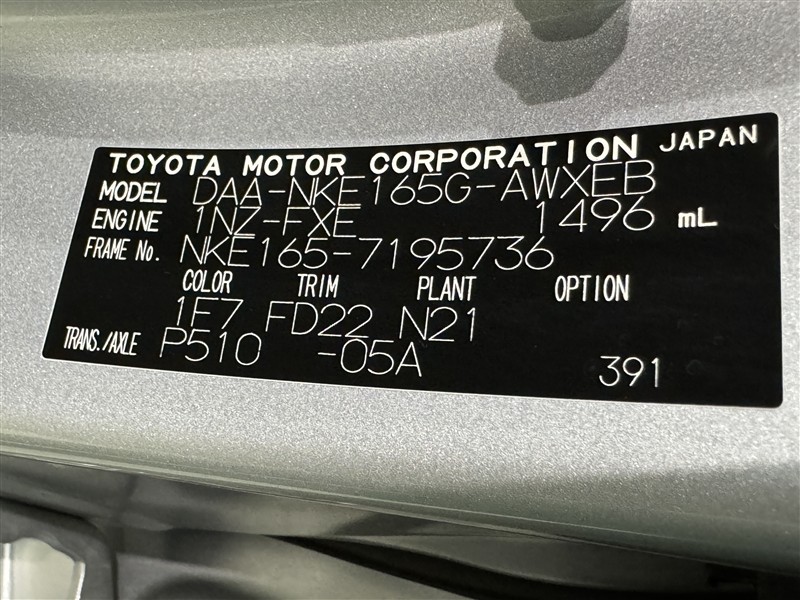 TOYOTA MOTOR CORPORATION JAPAN
MODEL DAA-NKE165G-AWXEB
ENGINE 1NZ-FXE 1496 mL
FRAME No. NKE165-7195736
COLOR TRIM PLANT OPTION
1F7 FD22 N21
TRANS./AXLE P510 -05A 391